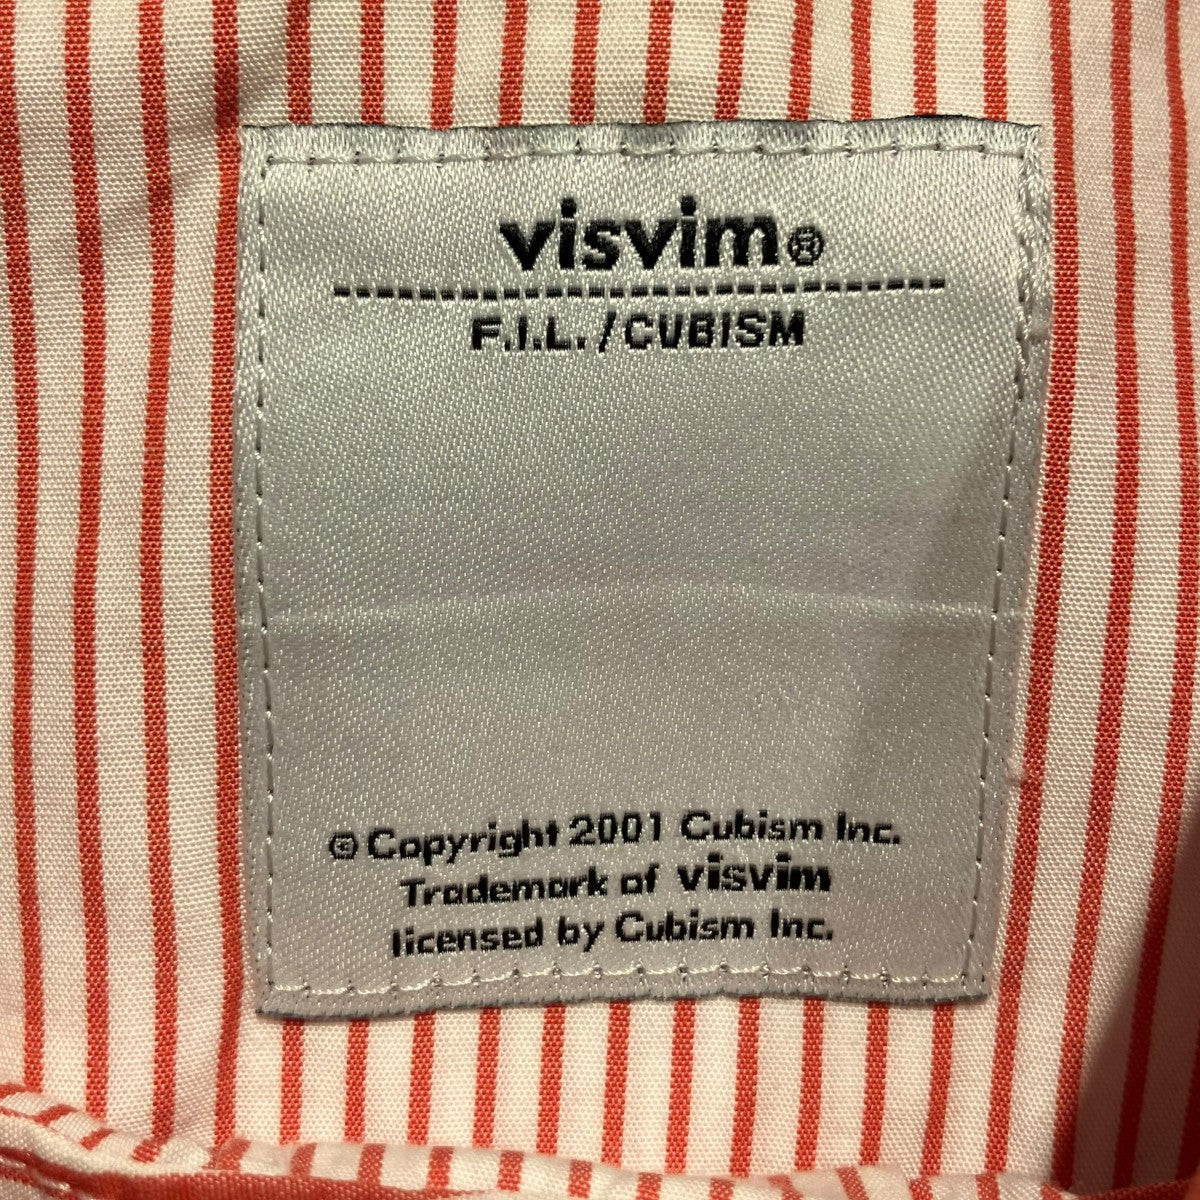 visvim®
F.I.L./CUBISM
© Copyright 2001 Cubism Inc.
Trademark of visvim
licensed by Cubism Inc.